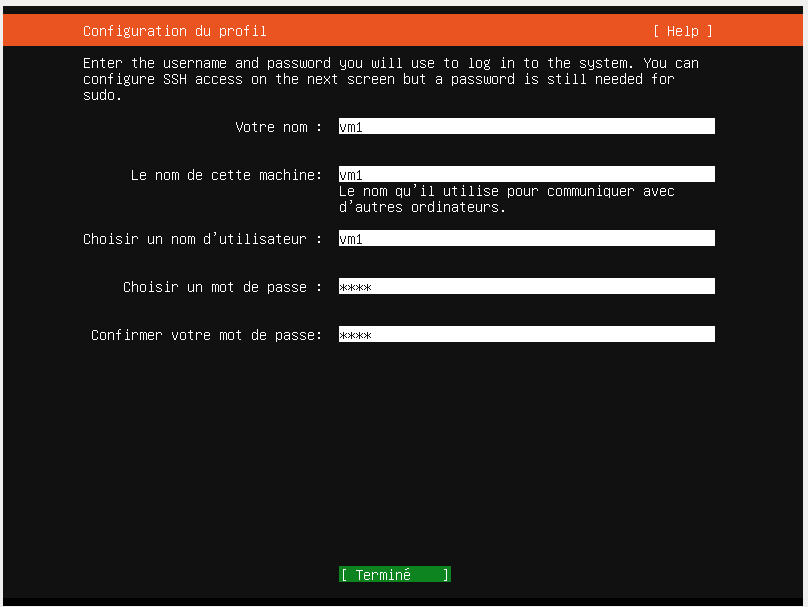 Configuration du profil [ Help ]
Enter the username and password you will use to log in to the system. You can
configure SSH access on the next screen but a password is still needed for
sudo.
Votre nom : vm1
Le nom de cette machine: vm1
Le nom qu'il utilise pour communiquer avec
d'autres ordinateurs.
Choisir un nom d'utilisateur : vm1
Choisir un mot de passe : ****
Confirmer votre mot de passe: ****
[ Terminé ]